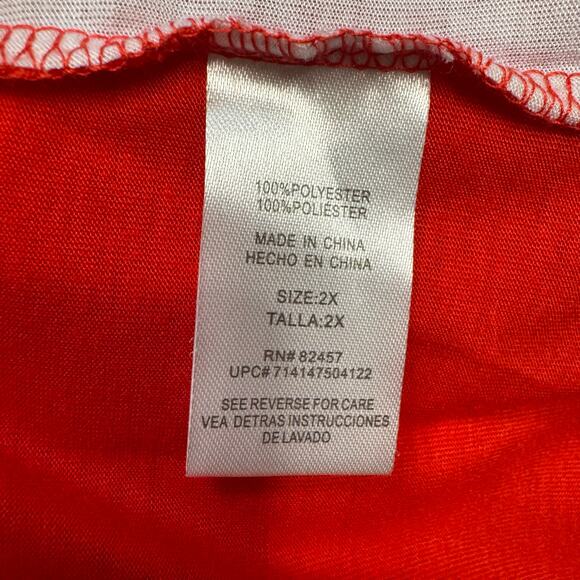 100%POLYESTER
100%POLIÉSTER
MADE IN CHINA
HECHO EN CHINA
SIZE:2X
TALLA:2X
RN# 82457
UPC# 714147504122
SEE REVERSE FOR CARE
VEA DETRAS INSTRUCCIONES
DE LAVADO